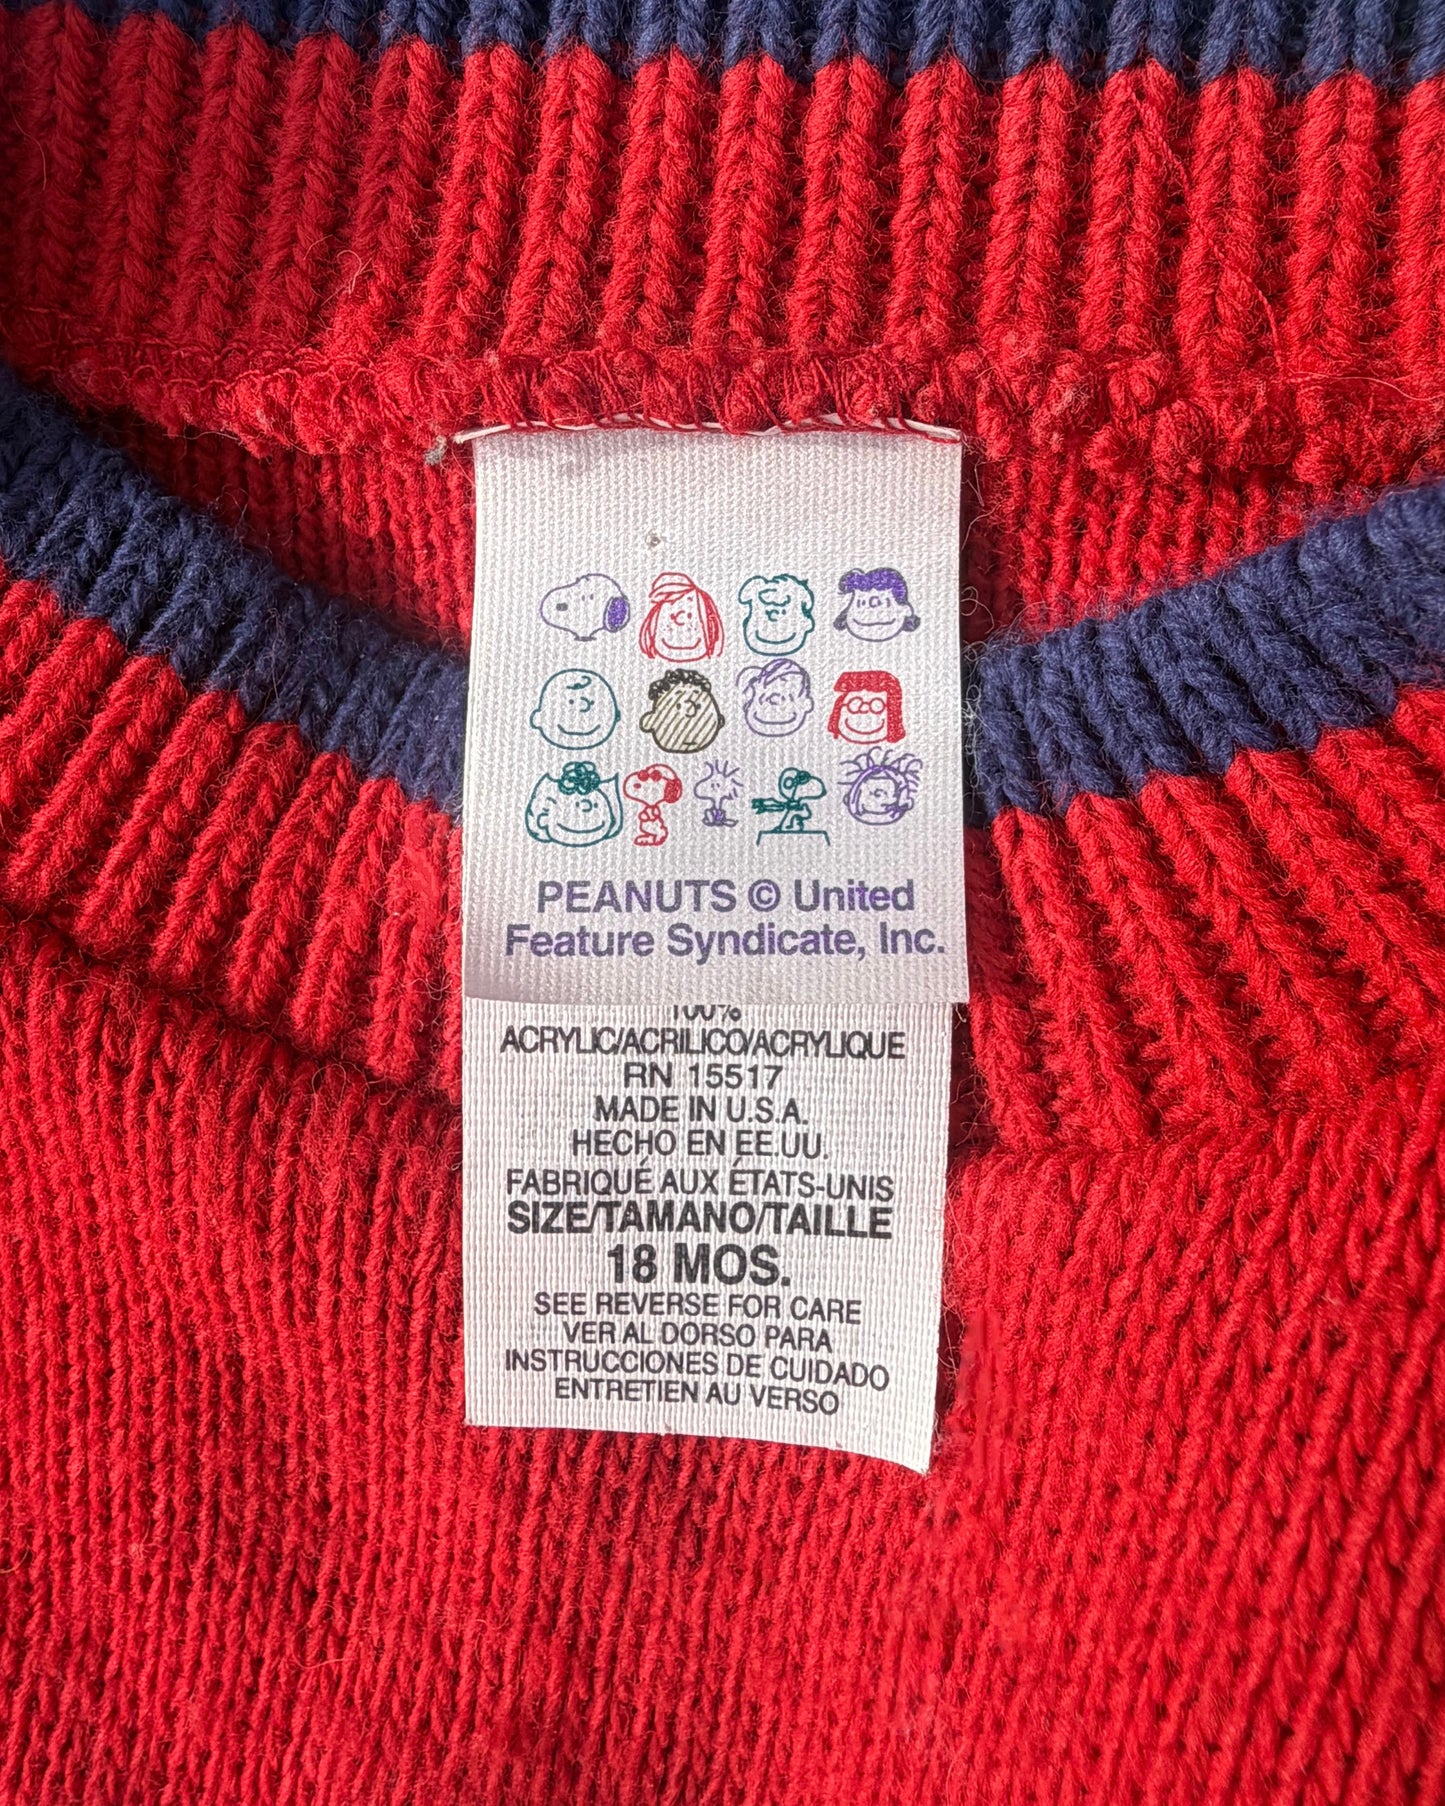 PEANUTS © United
Feature Syndicate, Inc.
100%
ACRYLIC/ACRILICO/ACRYLIQUE
RN 15517
MADE IN U.S.A.
HECHO EN EE.UU.
FABRIQUÉ AUX ÉTATS-UNIS
SIZE/TAMANO/TAILLE
18 MOS.
SEE REVERSE FOR CARE
VER AL DORSO PARA
INSTRUCCIONES DE CUIDADO
ENTRETIEN AU VERSO